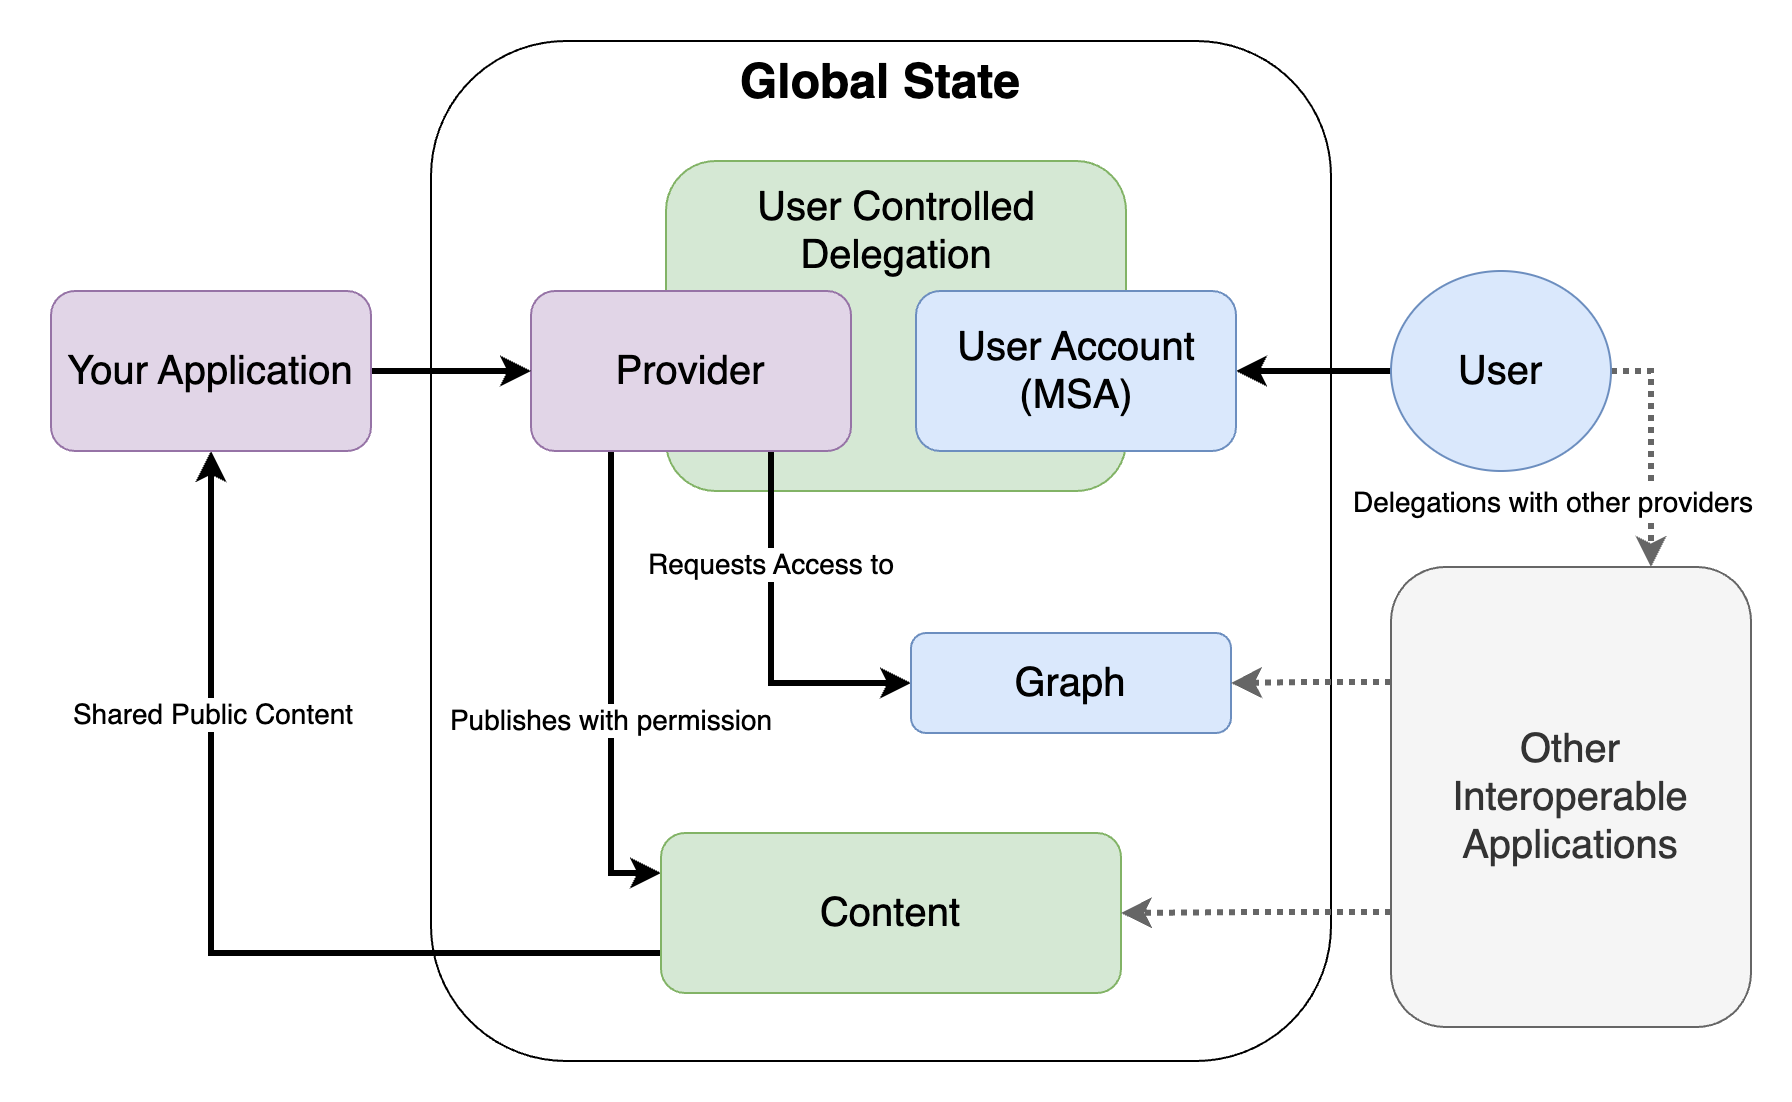 Global State
User Controlled
Delegation
Your Application
Provider
User Account
(MSA)
User
Delegations with other providers
Requests Access to
Graph
Shared Public Content
Publishes with permission
Other
Interoperable
Applications
Content